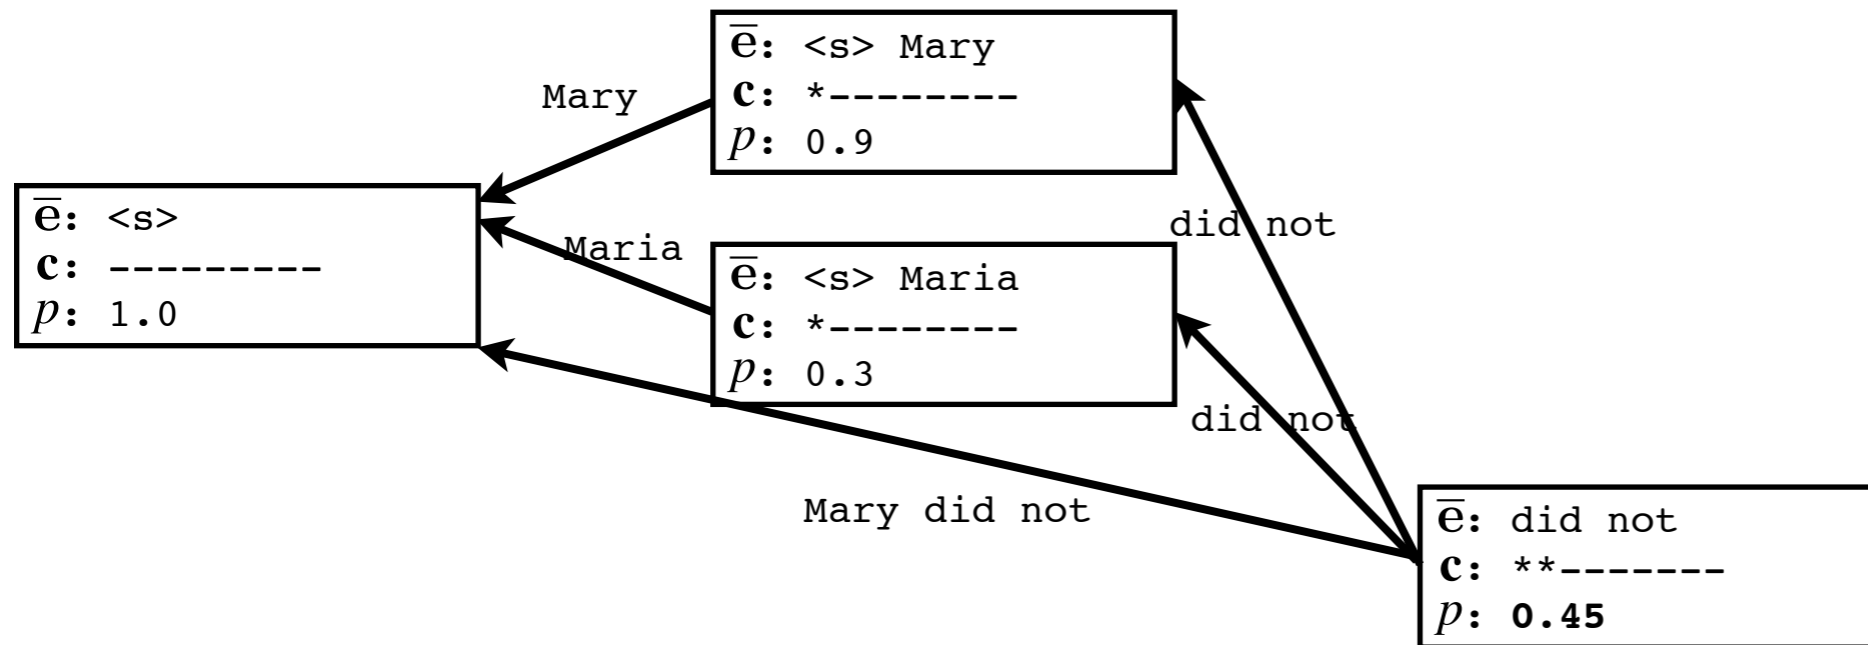 e̅: <s> Mary
c: *--------
p: 0.9
Mary
e̅: <s>
c: ---------
p: 1.0
Maria
did not
e̅: <s> Maria
c: *--------
p: 0.3
did not
Mary did not
e̅: did not
c: **-------
p: 0.45